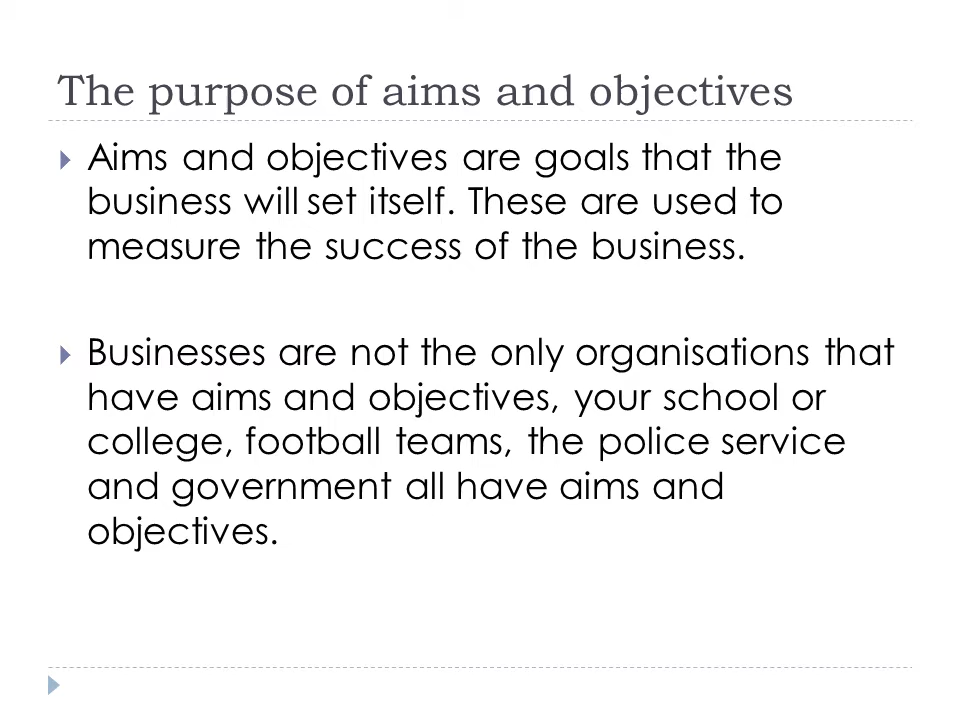 The purpose of aims and objectives
Aims and objectives are goals that the
business will set itself. These are used to
measure the success of the business.
Businesses are not the only organisations that
have aims and objectives, your school or
college, football teams, the police service
and government all have aims and
objectives.